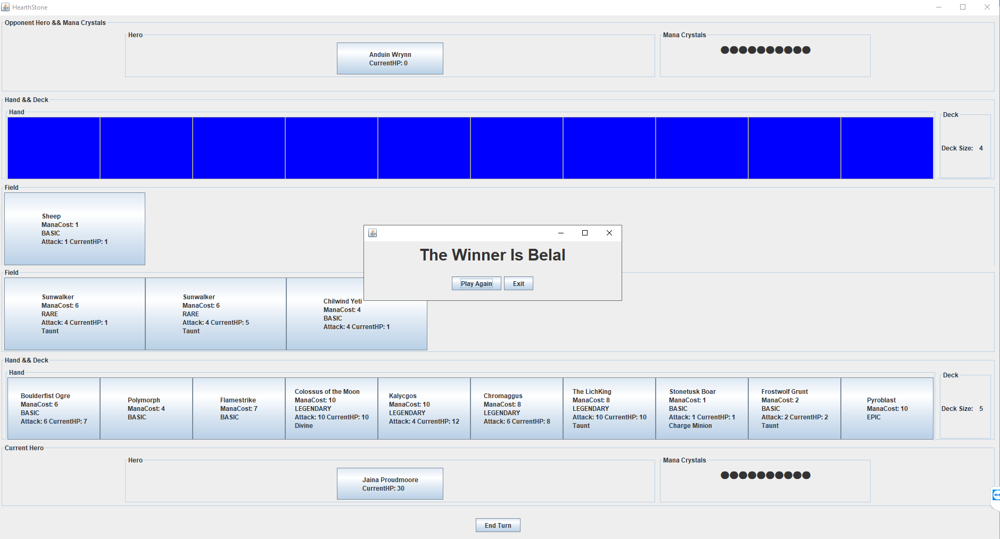 HearthStone
Opponent Hero && Mana Crystals
Hero
Mana Crystals
Anduin Wrynn
CurrentHP: 0
Hand && Deck
Hand
Deck
Deck Size: 4
Field
Sheep
ManaCost: 1
BASIC
Attack: 1 CurrentHP: 1
The Winner Is Belal
Play Again
Exit
Field
Sunwalker
ManaCost: 6
RARE
Attack: 4 CurrentHP: 1
Taunt
Sunwalker
ManaCost: 6
RARE
Attack: 4 CurrentHP: 5
Taunt
Chilwind Yeti
ManaCost: 4
BASIC
Attack: 4 CurrentHP: 1
Hand && Deck
Hand
Boulderfist Ogre
ManaCost: 6
BASIC
Attack: 6 CurrentHP: 7
Polymorph
ManaCost: 4
BASIC
Flamestrike
ManaCost: 7
BASIC
Colossus of the Moon
ManaCost: 10
LEGENDARY
Attack: 10 CurrentHP: 10
Divine
Kalycgos
ManaCost: 10
LEGENDARY
Attack: 4 CurrentHP: 12
Chromaggus
ManaCost: 8
LEGENDARY
Attack: 6 CurrentHP: 8
The LichKing
ManaCost: 8
LEGENDARY
Attack: 10 CurrentHP: 10
Taunt
Stonetusk Boar
ManaCost: 1
BASIC
Attack: 1 CurrentHP: 1
Charge Minion
Frostwolf Grunt
ManaCost: 2
BASIC
Attack: 2 CurrentHP: 2
Taunt
Pyroblast
ManaCost: 10
EPIC
Deck
Deck Size: 5
Current Hero
Hero
Mana Crystals
Jaina Proudmoore
CurrentHP: 30
End Turn